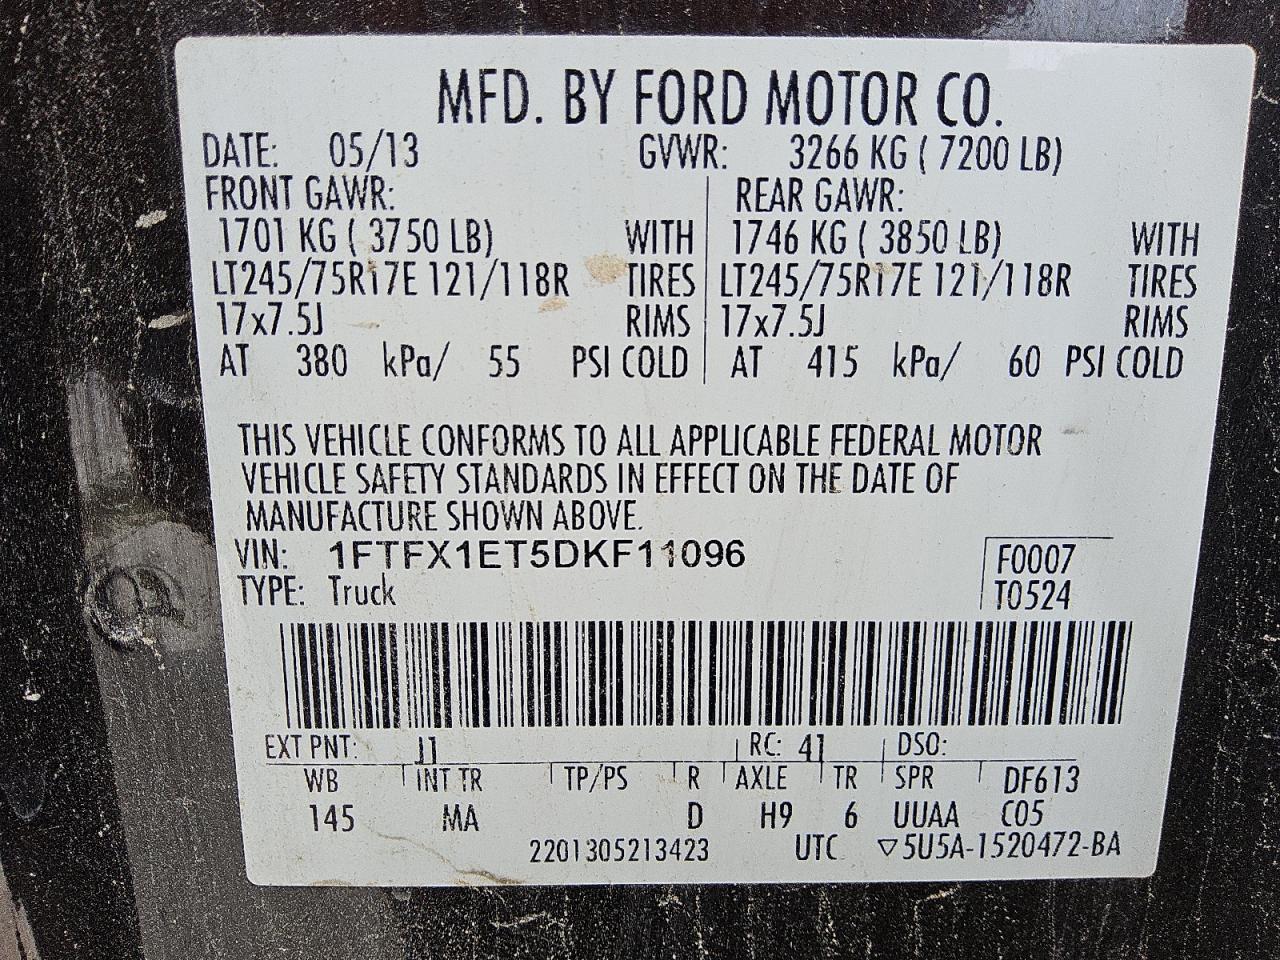 MFD. BY FORD MOTOR CO.
DATE: 05/13 GVWR: 3266 KG ( 7200 LB)
FRONT GAWR: REAR GAWR:
1701 KG ( 3750 LB) WITH 1746 KG ( 3850 LB) WITH
LT245/75R17E 121/118R TIRES LT245/75R17E 121/118R TIRES
17x7.5J RIMS 17x7.5J RIMS
AT 380 kPa/ 55 PSI COLD AT 415 kPa/ 60 PSI COLD
THIS VEHICLE CONFORMS TO ALL APPLICABLE FEDERAL MOTOR
VEHICLE SAFETY STANDARDS IN EFFECT ON THE DATE OF
MANUFACTURE SHOWN ABOVE.
VIN: 1FTFX1ET5DKF11096 F0007
TYPE: Truck T0524
EXT PNT: J1 RC: 41 DSO:
WB INT TR TP/PS R AXLE TR SPR DF613
145 MA D H9 6 UUAA C05
2201305213423 UTC ▽5U5A-1520472-BA